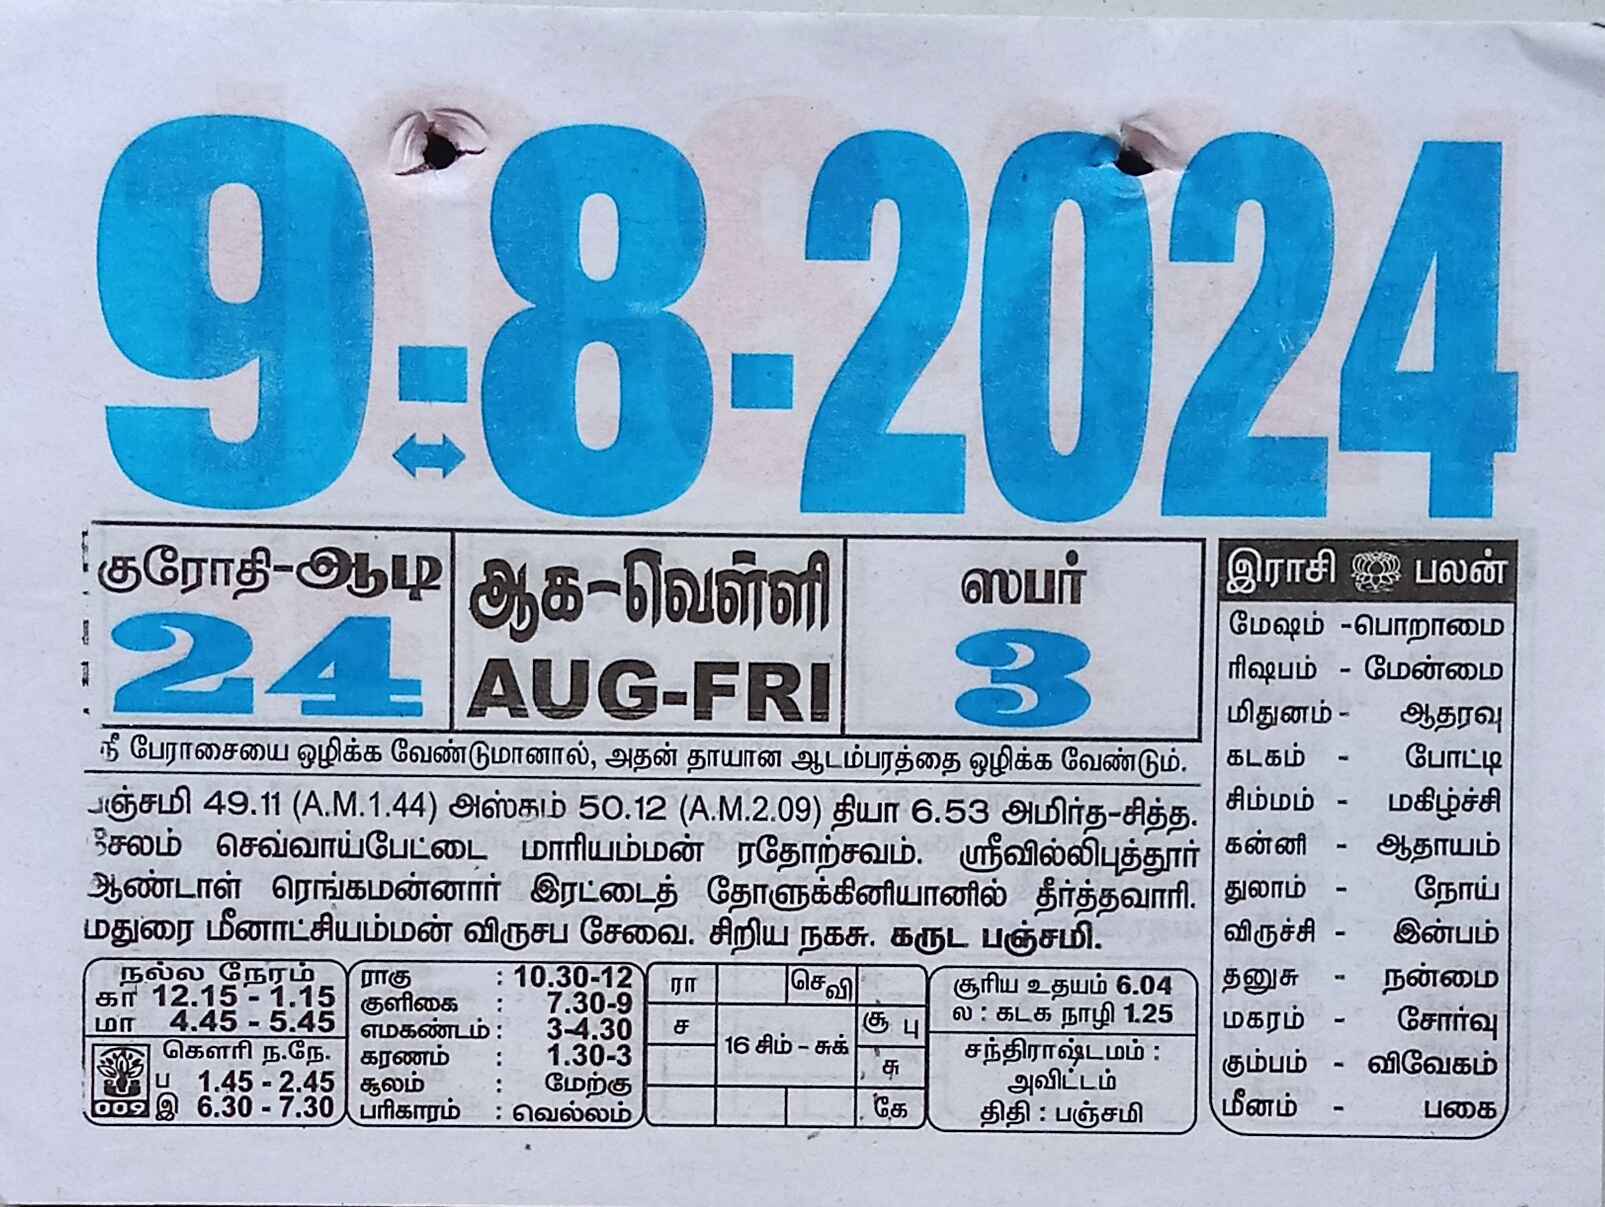 9-8-2024
குரோதி-ஆடி
24
ஆக-வெள்ளி
AUG-FRI
ஸபர்
3
நீ பேராசையை ஒழிக்க வேண்டுமானால், அதன் தாயான ஆடம்பரத்தை ஒழிக்க வேண்டும்.
பஞ்சமி 49.11 (A.M.1.44) அஸ்தம் 50.12 (A.M.2.09) தியா 6.53 அமிர்த-சித்த.
சேலம் செவ்வாய்பேட்டை மாரியம்மன் ரதோற்சவம். ஸ்ரீவில்லிபுத்தூர்
ஆண்டாள் ரெங்கமன்னார் இரட்டைத் தோளுக்கினியானில் தீர்த்தவாரி.
மதுரை மீனாட்சியம்மன் விருசப சேவை. சிறிய நகசு. கருட பஞ்சமி.
நல்ல நேரம்
கா 12.15 - 1.15
மா 4.45 - 5.45
கௌரி ந.நே.
ப 1.45 - 2.45
009 இ 6.30 - 7.30
ராகு : 10.30-12
குளிகை : 7.30-9
எமகண்டம் : 3-4.30
கரணம் : 1.30-3
சூலம் : மேற்கு
பரிகாரம் : வெல்லம்
ரா செவி
ச சூ பு
16 சிம் - சுக்
சு
கே
சூரிய உதயம் 6.04
ல : கடக நாழி 1.25
சந்திராஷ்டமம் :
அவிட்டம்
திதி : பஞ்சமி
இராசி பலன்
மேஷம் -பொறாமை
ரிஷபம் - மேன்மை
மிதுனம் - ஆதரவு
கடகம் - போட்டி
சிம்மம் - மகிழ்ச்சி
கன்னி - ஆதாயம்
துலாம் - நோய்
விருச்சி - இன்பம்
தனுசு - நன்மை
மகரம் - சோர்வு
கும்பம் - விவேகம்
மீனம் - பகை